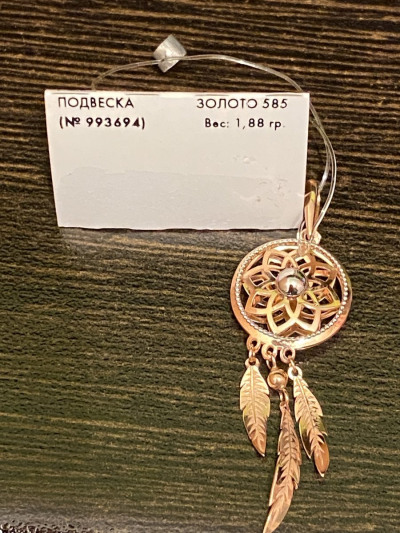 ПОДВЕСКА ЗОЛОТО 585
(№ 993694) Вес: 1,88 гр.